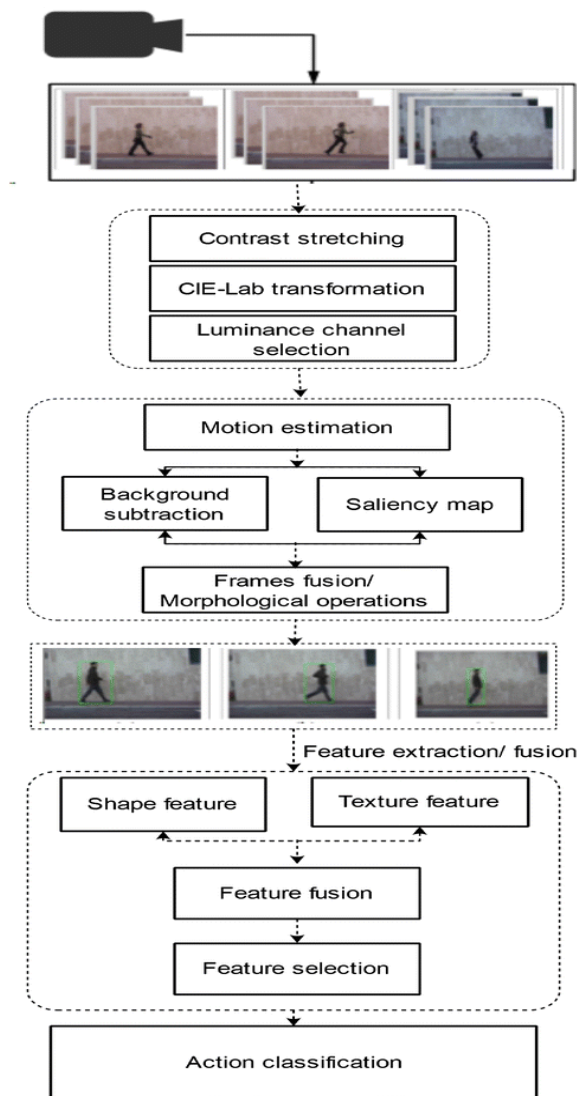 Contrast stretching
CIE-Lab transformation
Luminance channel
selection
Motion estimation
Background
subtraction
Saliency map
Frames fusion/
Morphological operations
Feature extraction/ fusion
Shape feature
Texture feature
Feature fusion
Feature selection
Action classification